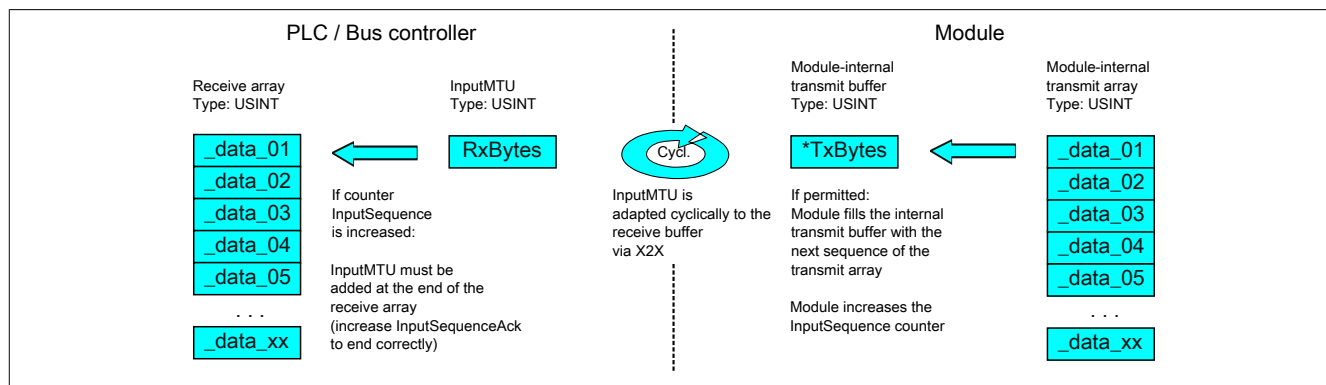 PLC / Bus controller
Module
Receive array
Type: USINT
InputMTU
Type: USINT
Module-internal
transmit buffer
Type: USINT
Module-internal
transmit array
Type: USINT
_data_01
_data_02
_data_03
_data_04
_data_05
. . .
_data_xx
RxBytes
If counter
InputSequence
is increased:
InputMTU must be
added at the end of the
receive array
(increase InputSequenceAck
to end correctly)
Cycl.
InputMTU is
adapted cyclically to the
receive buffer
via X2X
*TxBytes
If permitted:
Module fills the internal
transmit buffer with the
next sequence of the
transmit array
Module increases the
InputSequence counter
_data_01
_data_02
_data_03
_data_04
_data_05
. . .
_data_xx